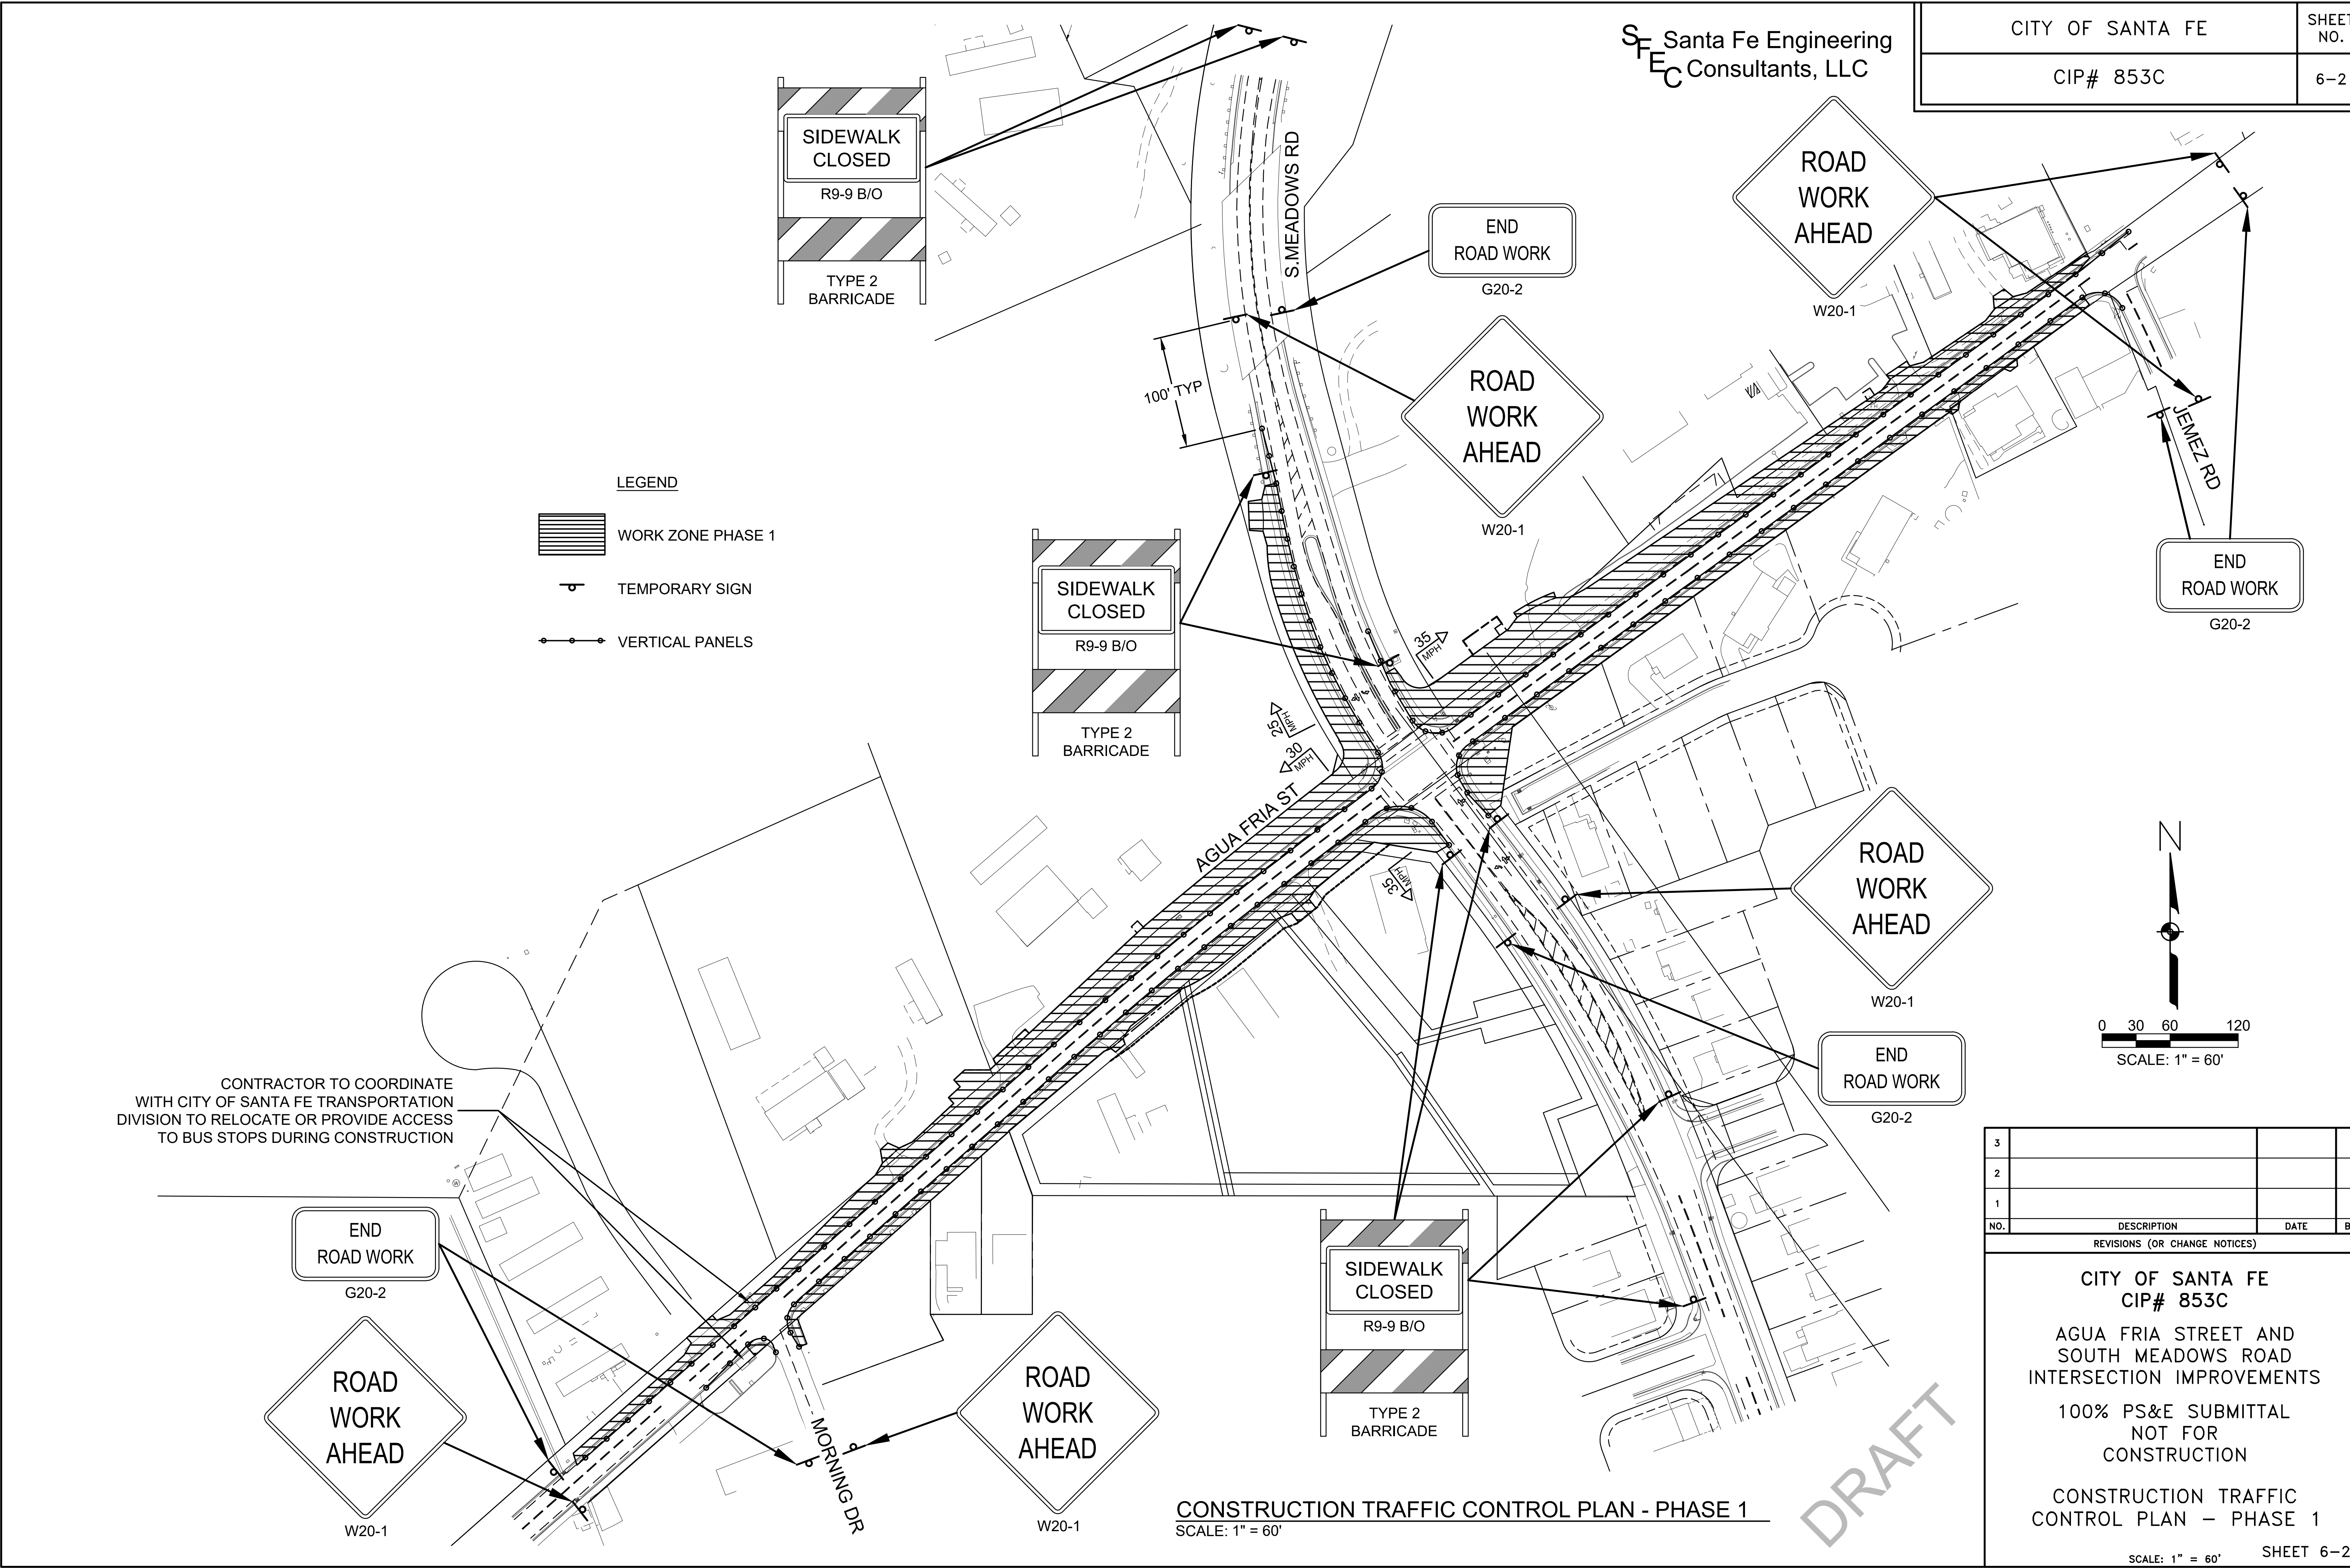 SFEC Santa Fe Engineering
Consultants, LLC
CITY OF SANTA FE
SHEET
NO.
CIP# 853C
6-2
SIDEWALK
CLOSED
R9-9 B/O
TYPE 2
BARRICADE
S.MEADOWS RD
END
ROAD WORK
G20-2
ROAD
WORK
AHEAD
W20-1
100' TYP
ROAD
WORK
AHEAD
W20-1
JEMEZ RD
END
ROAD WORK
G20-2
LEGEND
WORK ZONE PHASE 1
TEMPORARY SIGN
VERTICAL PANELS
SIDEWALK
CLOSED
R9-9 B/O
TYPE 2
BARRICADE
35
MPH
25
MPH
30
MPH
35
MPH
AGUA FRIA ST
ROAD
WORK
AHEAD
W20-1
N
0 30 60 120
SCALE: 1" = 60'
END
ROAD WORK
G20-2
CONTRACTOR TO COORDINATE
WITH CITY OF SANTA FE TRANSPORTATION
DIVISION TO RELOCATE OR PROVIDE ACCESS
TO BUS STOPS DURING CONSTRUCTION
END
ROAD WORK
G20-2
ROAD
WORK
AHEAD
W20-1
MORNING DR
ROAD
WORK
AHEAD
W20-1
SIDEWALK
CLOSED
R9-9 B/O
TYPE 2
BARRICADE
CONSTRUCTION TRAFFIC CONTROL PLAN - PHASE 1
SCALE: 1" = 60'
DRAFT
3
2
1
NO. DESCRIPTION DATE B
REVISIONS (OR CHANGE NOTICES)
CITY OF SANTA FE
CIP# 853C
AGUA FRIA STREET AND
SOUTH MEADOWS ROAD
INTERSECTION IMPROVEMENTS
100% PS&E SUBMITTAL
NOT FOR
CONSTRUCTION
CONSTRUCTION TRAFFIC
CONTROL PLAN – PHASE 1
SCALE: 1" = 60' SHEET 6-2